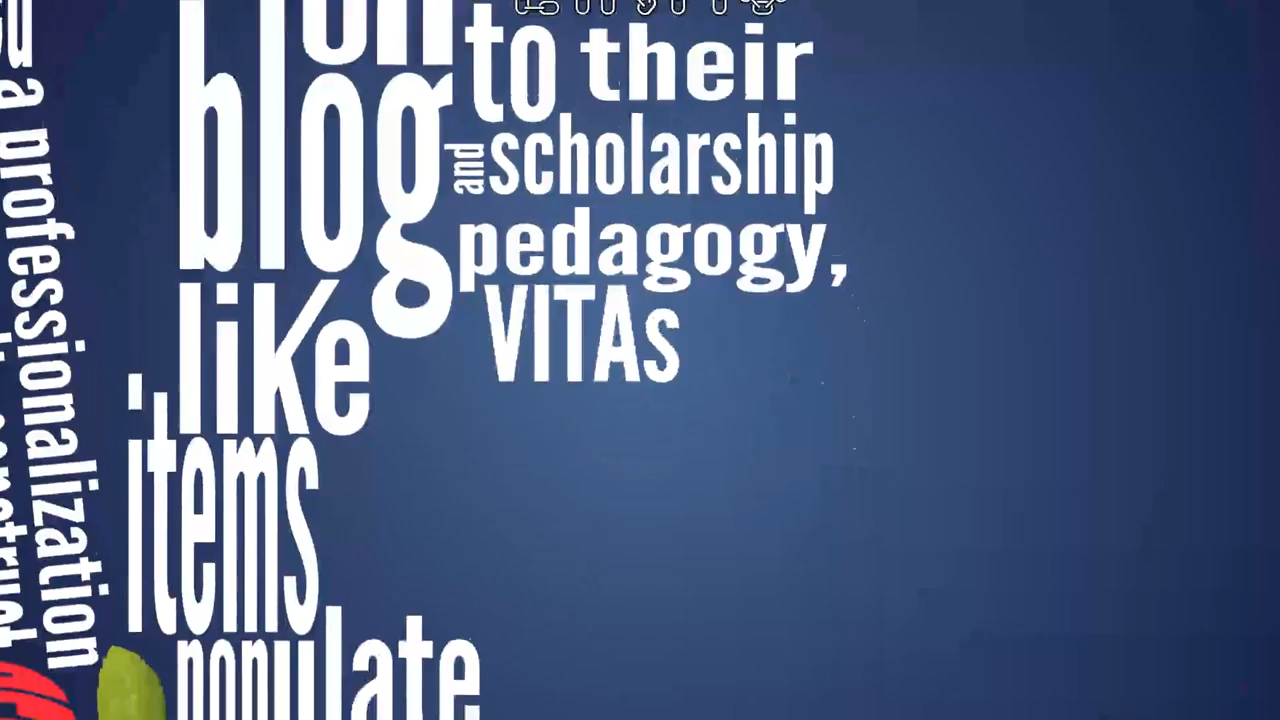 a professionalization
blog
to their
and scholarship
pedagogy,
VITAs
like
items
populate